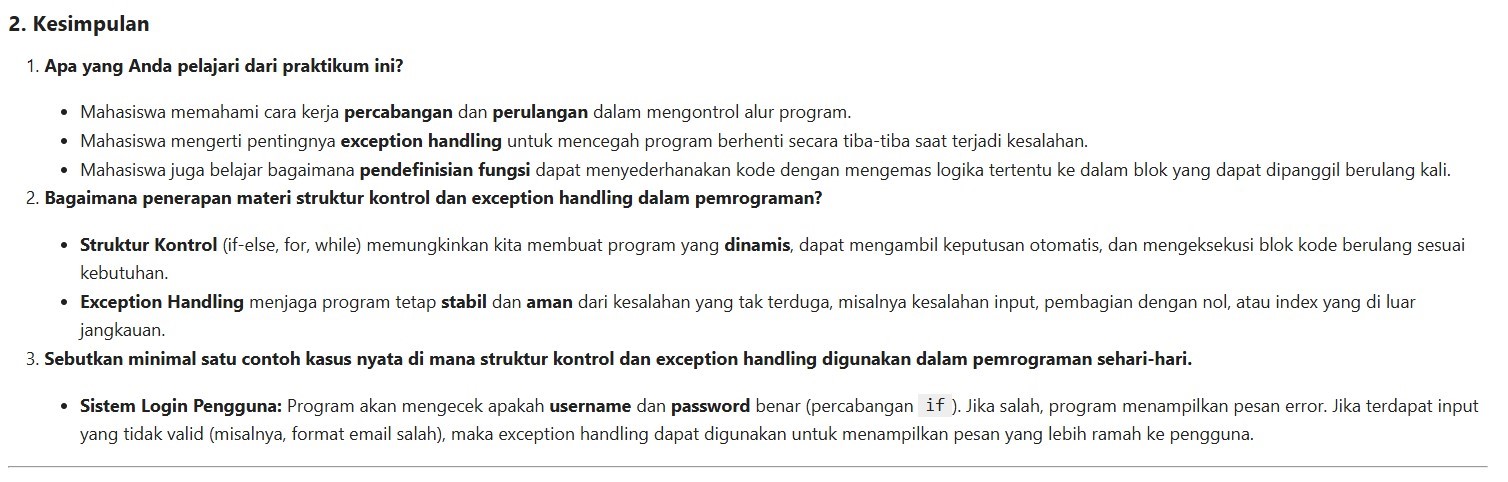 2. Kesimpulan
1. Apa yang Anda pelajari dari praktikum ini?
• Mahasiswa memahami cara kerja percabangan dan perulangan dalam mengontrol alur program.
• Mahasiswa mengerti pentingnya exception handling untuk mencegah program berhenti secara tiba-tiba saat terjadi kesalahan.
• Mahasiswa juga belajar bagaimana pendefinisian fungsi dapat menyederhanakan kode dengan mengemas logika tertentu ke dalam blok yang dapat dipanggil berulang kali.
2. Bagaimana penerapan materi struktur kontrol dan exception handling dalam pemrograman?
• Struktur Kontrol (if-else, for, while) memungkinkan kita membuat program yang dinamis, dapat mengambil keputusan otomatis, dan mengeksekusi blok kode berulang sesuai
kebutuhan.
• Exception Handling menjaga program tetap stabil dan aman dari kesalahan yang tak terduga, misalnya kesalahan input, pembagian dengan nol, atau index yang di luar
jangkauan.
3. Sebutkan minimal satu contoh kasus nyata di mana struktur kontrol dan exception handling digunakan dalam pemrograman sehari-hari.
• Sistem Login Pengguna: Program akan mengecek apakah username dan password benar (percabangan if ). Jika salah, program menampilkan pesan error. Jika terdapat input
yang tidak valid (misalnya, format email salah), maka exception handling dapat digunakan untuk menampilkan pesan yang lebih ramah ke pengguna.